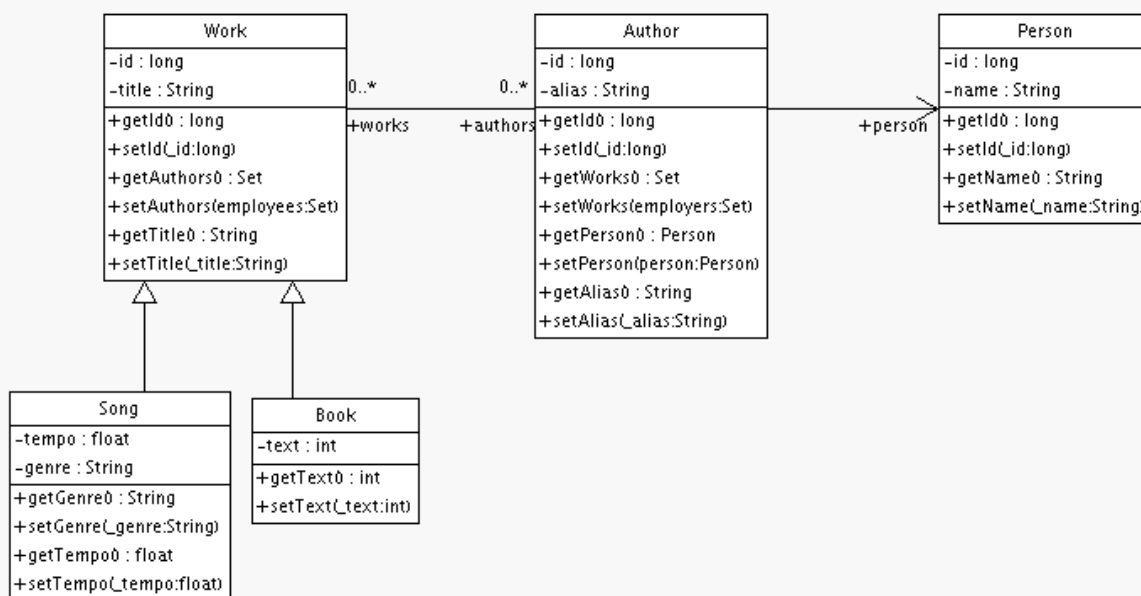 Work
-id : long
-title : String
+getId() : long
+setId(_id:long)
+getAuthors() : Set
+setAuthors(employees:Set)
+getTitle() : String
+setTitle(_title:String)
0..*
+works
0..*
+authors
Author
-id : long
-alias : String
+getId() : long
+setId(_id:long)
+getWorks() : Set
+setWorks(employers:Set)
+getPerson() : Person
+setPerson(person:Person)
+getAlias() : String
+setAlias(_alias:String)
+person
Person
-id : long
-name : String
+getId() : long
+setId(_id:long)
+getName() : String
+setName(_name:String)
Song
-tempo : float
-genre : String
+getGenre() : String
+setGenre(_genre:String)
+getTempo() : float
+setTempo(_tempo:float)
Book
-text : int
+getText() : int
+setText(_text:int)